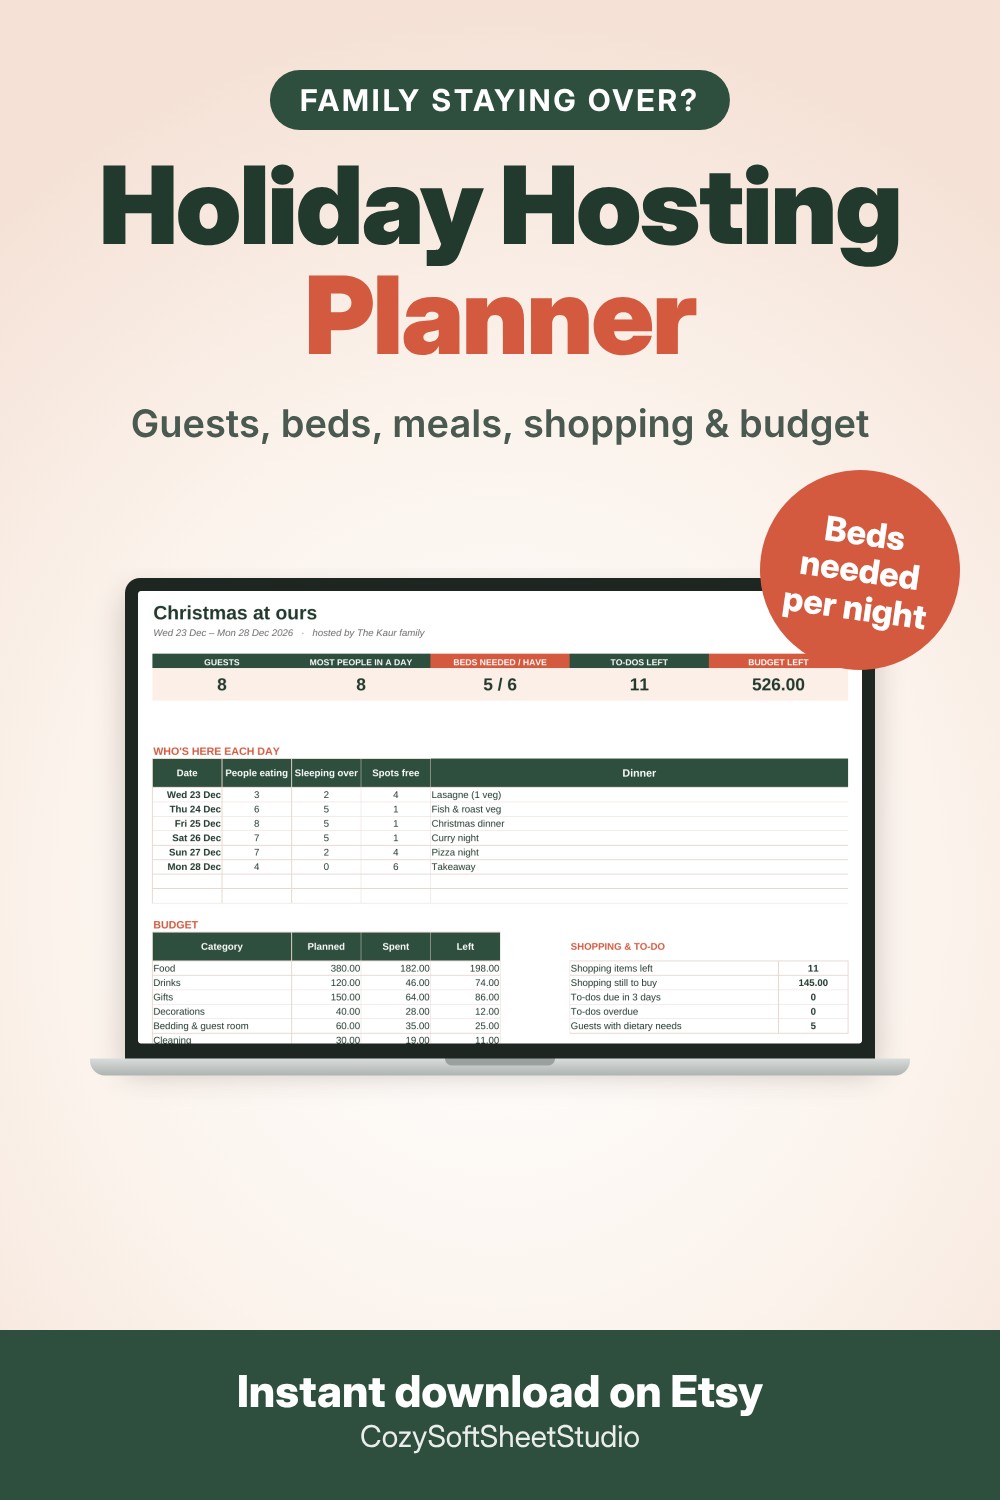 FAMILY STAYING OVER?
Holiday Hosting
Planner
Guests, beds, meals, shopping & budget
Beds
needed
per night
Christmas at ours
Wed 23 Dec – Mon 28 Dec 2026 · hosted by The Kaur family
GUESTS MOST PEOPLE IN A DAY BEDS NEEDED / HAVE TO-DOS LEFT BUDGET LEFT
8 8 5 / 6 11 526.00
WHO'S HERE EACH DAY
Date People eating Sleeping over Spots free Dinner
Wed 23 Dec 3 2 4 Lasagne (1 veg)
Thu 24 Dec 6 5 1 Fish & roast veg
Fri 25 Dec 8 5 1 Christmas dinner
Sat 26 Dec 7 5 1 Curry night
Sun 27 Dec 7 2 4 Pizza night
Mon 28 Dec 4 0 6 Takeaway
BUDGET
Category Planned Spent Left
Food 380.00 182.00 198.00
Drinks 120.00 46.00 74.00
Gifts 150.00 64.00 86.00
Decorations 40.00 28.00 12.00
Bedding & guest room 60.00 35.00 25.00
Cleaning 30.00 19.00 11.00
SHOPPING & TO-DO
Shopping items left 11
Shopping still to buy 145.00
To-dos due in 3 days 0
To-dos overdue 0
Guests with dietary needs 5
Instant download on Etsy
CozySoftSheetStudio